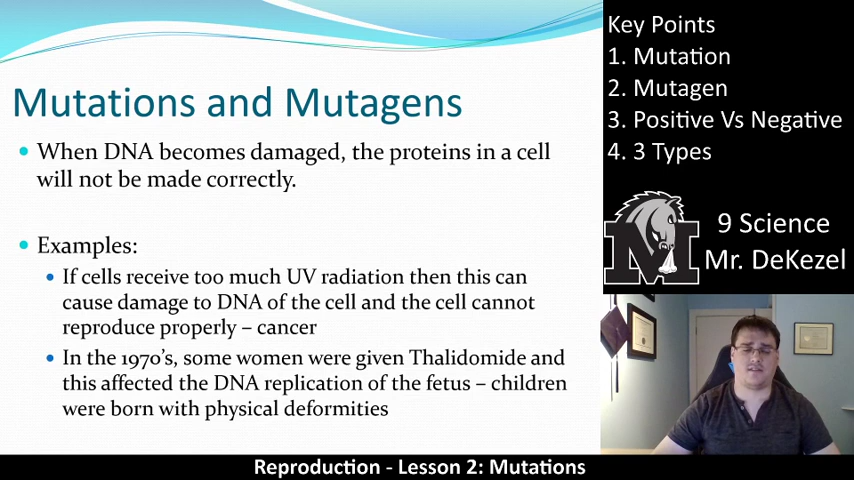 Mutations and Mutagens
When DNA becomes damaged, the proteins in a cell
will not be made correctly.
Examples:
If cells receive too much UV radiation then this can
cause damage to DNA of the cell and the cell cannot
reproduce properly – cancer
In the 1970's, some women were given Thalidomide and
this affected the DNA replication of the fetus – children
were born with physical deformities
Key Points
1. Mutation
2. Mutagen
3. Positive Vs Negative
4. 3 Types
M
9 Science
Mr. DeKezel
Reproduction - Lesson 2: Mutations